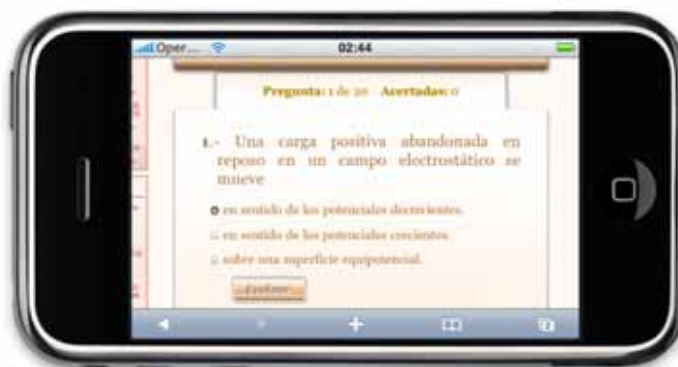 Oper...
02:44
Pregunta: 1 de 20 Acertadas: 0
1.- Una carga positiva abandonada en
reposo en un campo electrostático se
mueve
en sentido de los potenciales decrecientes.
en sentido de los potenciales crecientes.
sobre una superficie equipotencial.